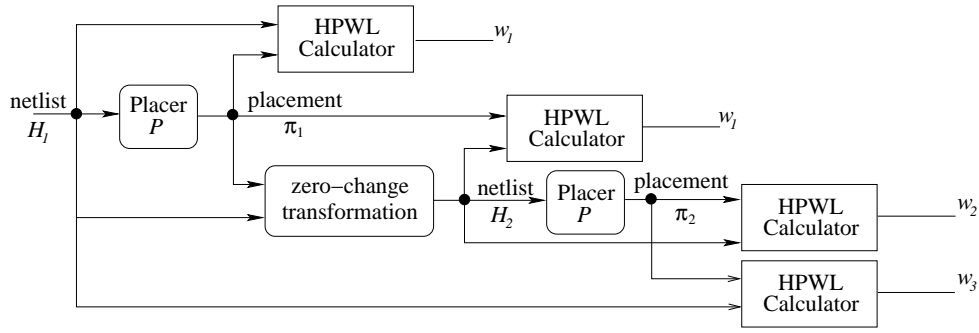 HPWL
Calculator
w₁
netlist
H₁
Placer
P
placement
π₁
HPWL
Calculator
w₁
zero−change
transformation
netlist
H₂
Placer
P
placement
π₂
HPWL
Calculator
w₂
HPWL
Calculator
w₃